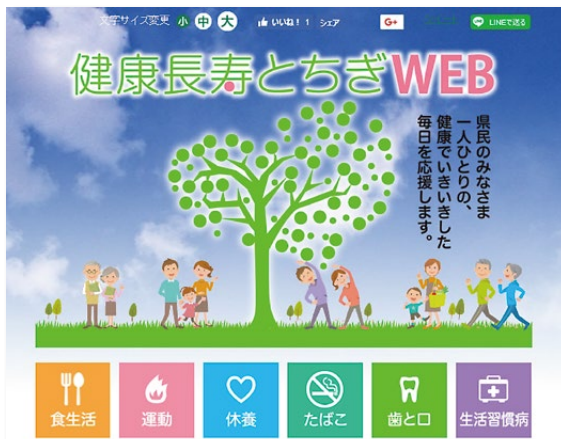 文字サイズ変更 小 中 大 いいね！ 1 シェア G+ LINEで送る
健康長寿とちぎWEB
県民のみなさま
一人ひとりの、
健康でいきいきした
毎日を応援します。
食生活 運動 休養 たばこ 歯と口 生活習慣病